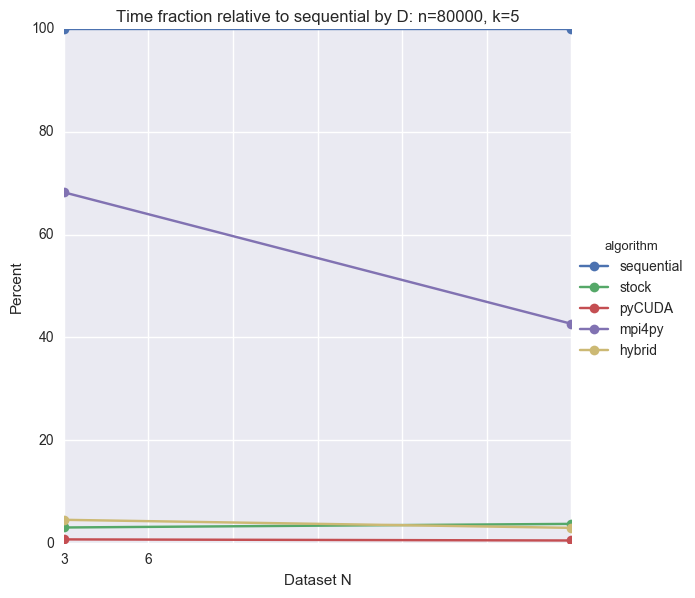 Time fraction relative to sequential by D: n=80000, k=5
100
80
60
40
20
0
Percent
3 6
Dataset N
algorithm
sequential
stock
pyCUDA
mpi4py
hybrid